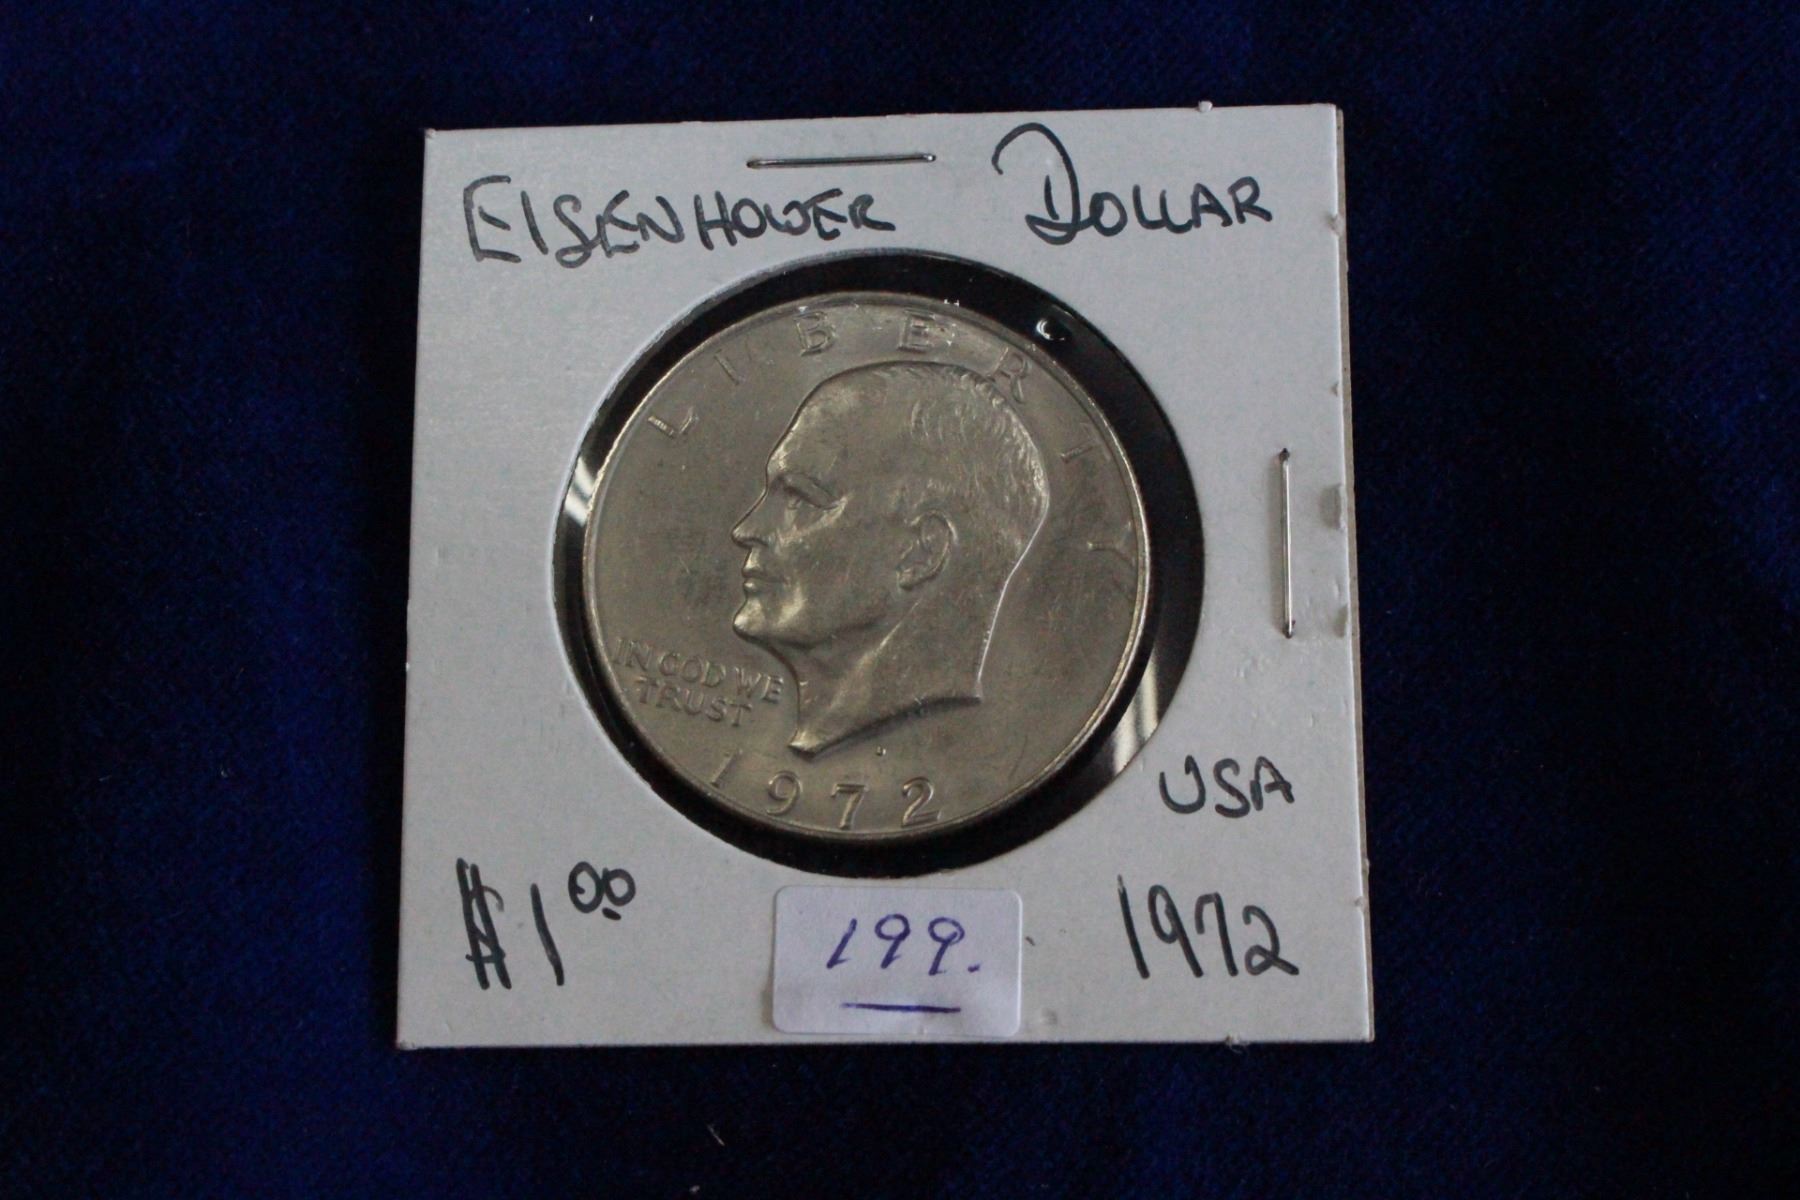 EISENHOWER DOLLAR
LIBERTY
IN GOD WE
TRUST
D
1972
USA
$1.00
1972
199.